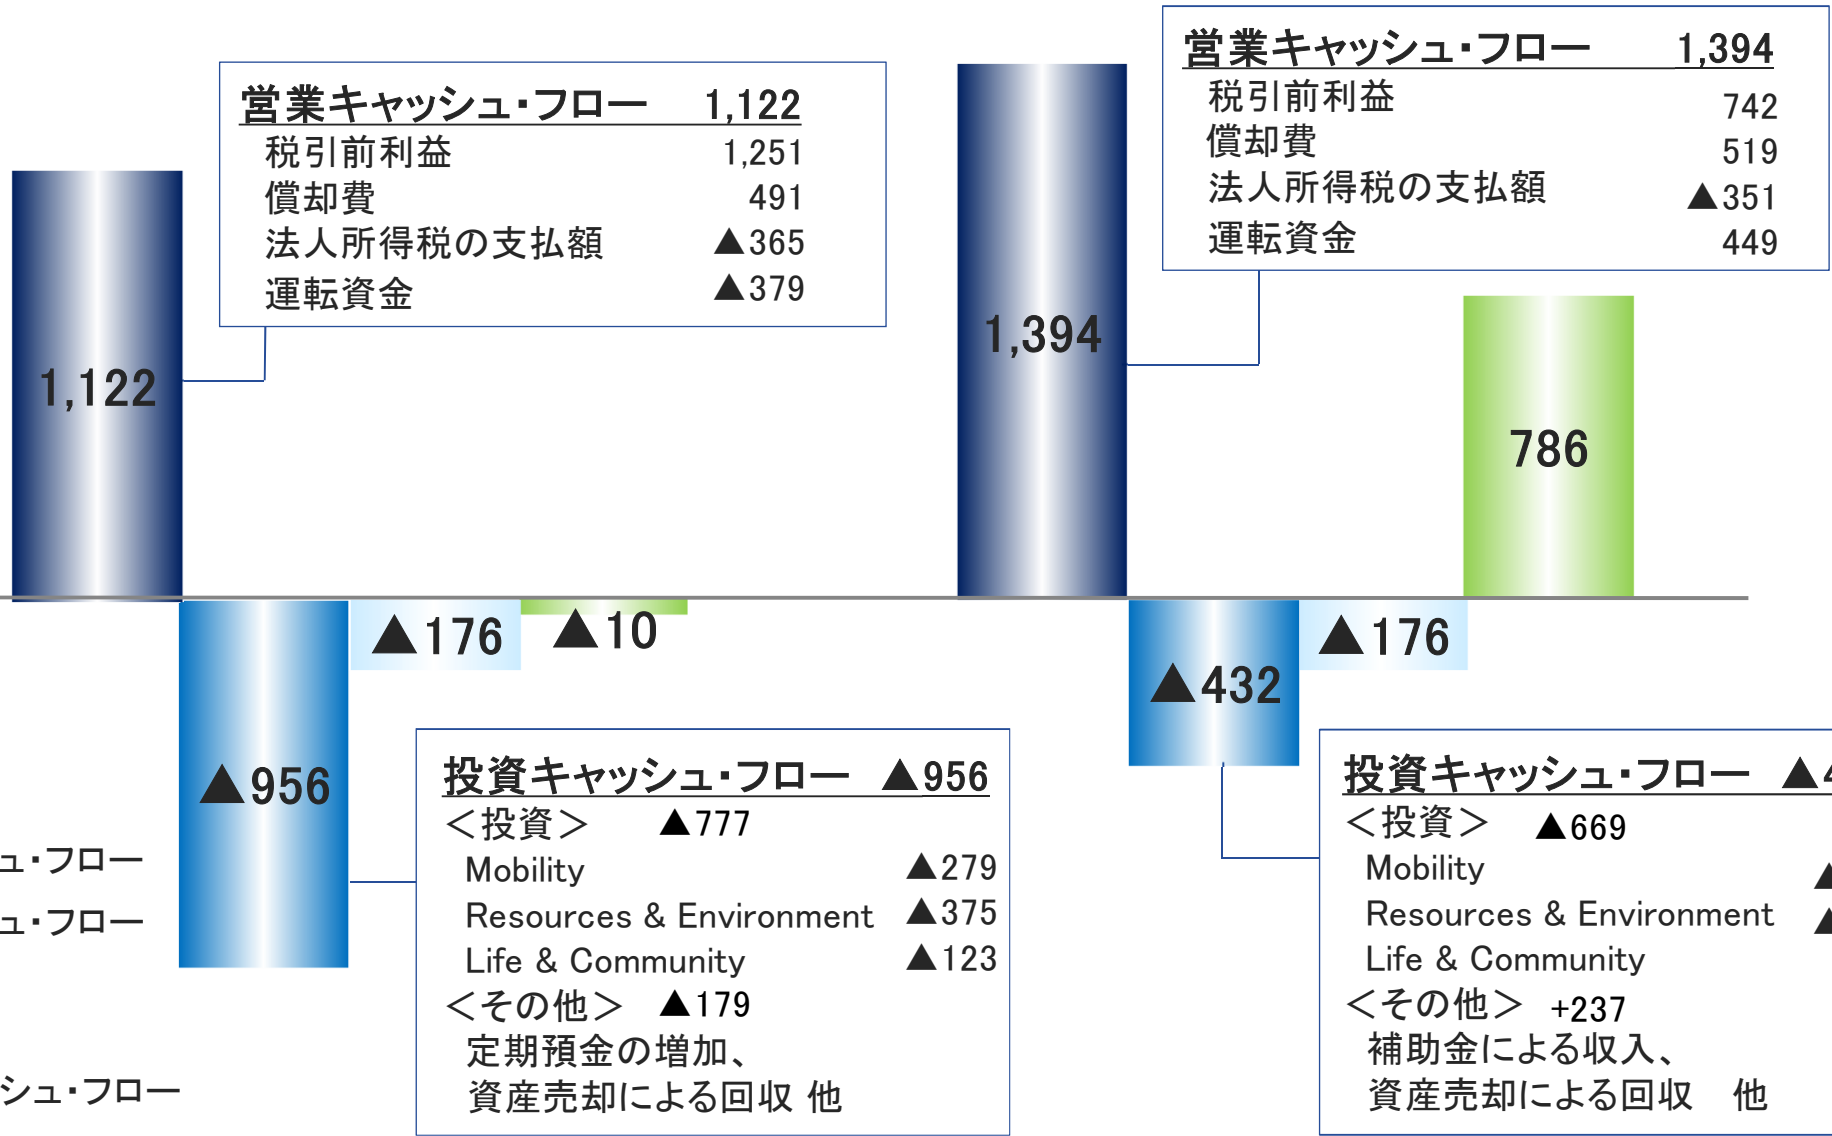 営業キャッシュ・フロー 1,122
税引前利益 1,251
償却費 491
法人所得税の支払額 ▲365
運転資金 ▲379
営業キャッシュ・フロー 1,394
税引前利益 742
償却費 519
法人所得税の支払額 ▲351
運転資金 449
1,122
▲956
▲176
▲10
1,394
▲432
▲176
786
ュ・フロー
ュ・フロー
シュ・フロー
投資キャッシュ・フロー ▲956
＜投資＞ ▲777
Mobility ▲279
Resources & Environment ▲375
Life & Community ▲123
＜その他＞ ▲179
定期預金の増加、
資産売却による回収 他
投資キャッシュ・フロー ▲4
＜投資＞ ▲669
Mobility ▲
Resources & Environment ▲
Life & Community
＜その他＞ +237
補助金による収入、
資産売却による回収 他